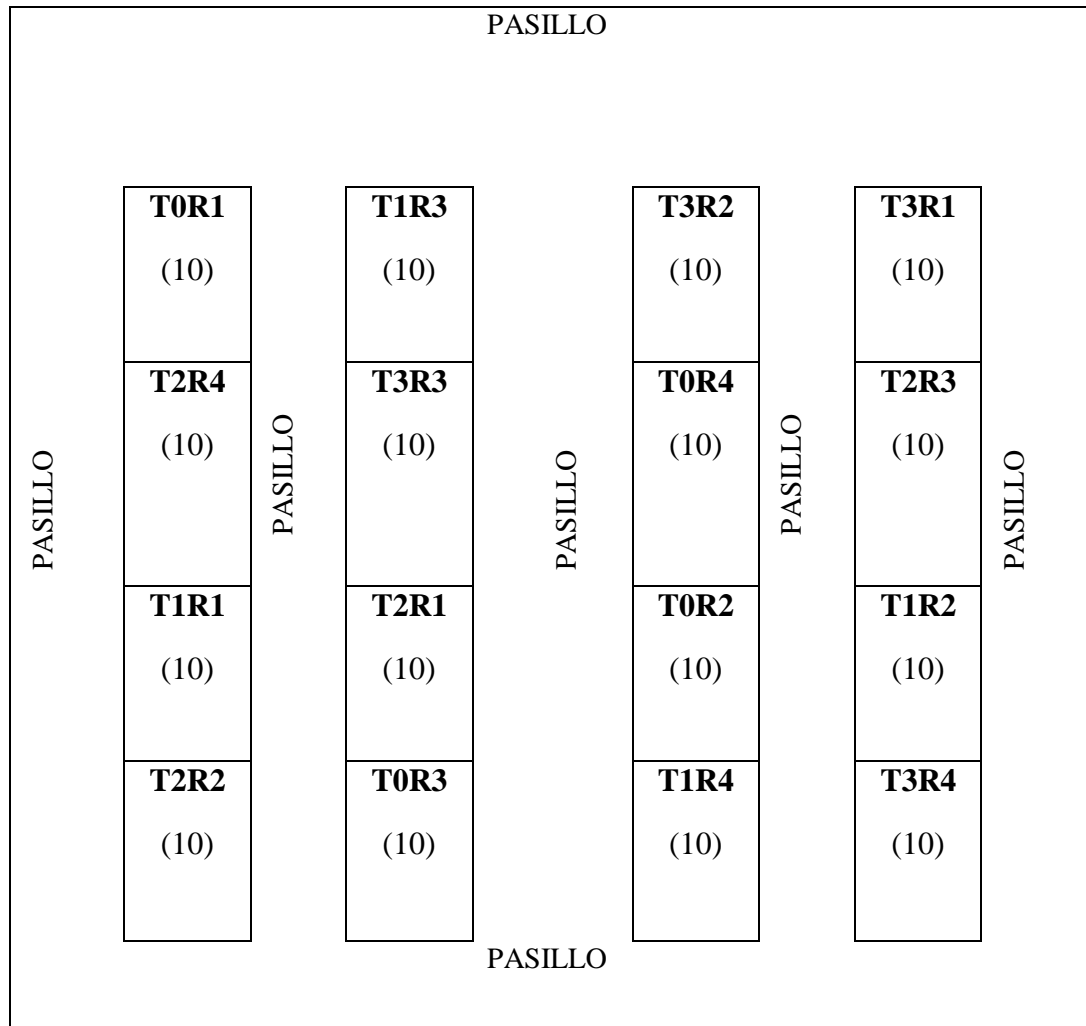 PASILLO
T0R1
(10)
T1R3
(10)
T3R2
(10)
T3R1
(10)
T2R4
(10)
T3R3
(10)
T0R4
(10)
T2R3
(10)
PASILLO
PASILLO
PASILLO
PASILLO
PASILLO
T1R1
(10)
T2R1
(10)
T0R2
(10)
T1R2
(10)
T2R2
(10)
T0R3
(10)
T1R4
(10)
T3R4
(10)
PASILLO